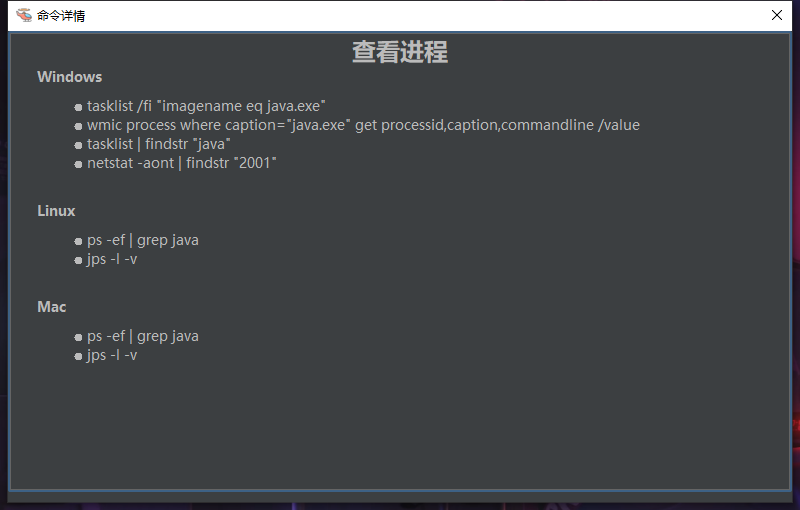 命令详情
查看进程
Windows
tasklist /fi "imagename eq java.exe"
wmic process where caption="java.exe" get processid,caption,commandline /value
tasklist | findstr "java"
netstat -aont | findstr "2001"
Linux
ps -ef | grep java
jps -l -v
Mac
ps -ef | grep java
jps -l -v